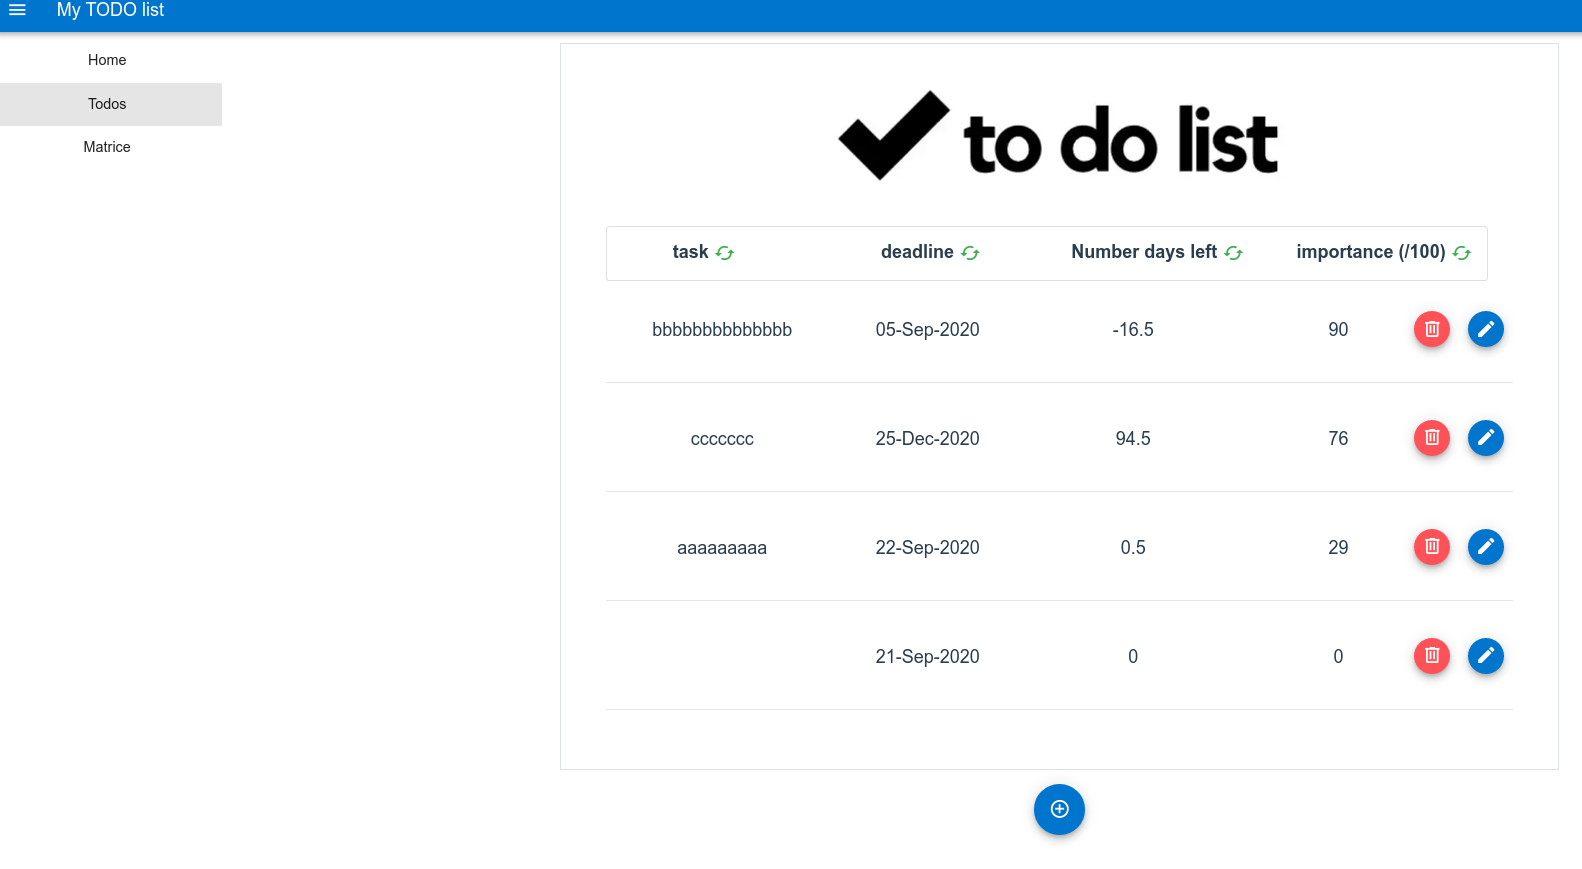 My TODO list
Home
Todos
Matrice
to do list
task deadline Number days left importance (/100)
bbbbbbbbbbbbbb 05-Sep-2020 -16.5 90
ccccccc 25-Dec-2020 94.5 76
aaaaaaaaa 22-Sep-2020 0.5 29
21-Sep-2020 0 0